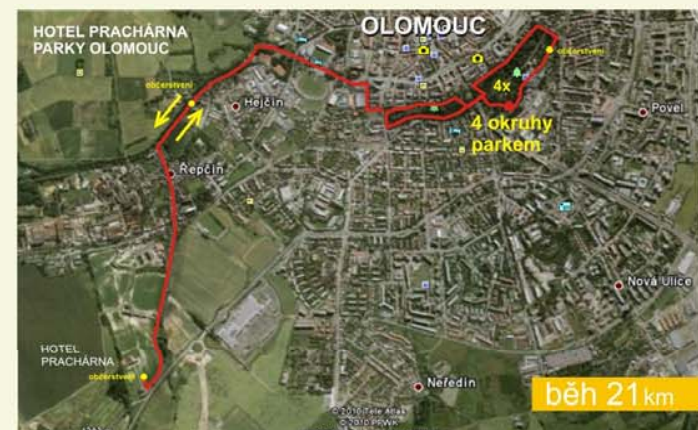 HOTEL PRACHÁRNA
PARKY OLOMOUC
OLOMOUC
občerstvení
občerstvení
4x
Hejčín
4 okruhy
parkem
Povel
Řepčín
Nová Ulice
HOTEL
PRACHÁRNA
občerstvení
Neředín
běh 21km
© 2010 Tele Atlas
© 2010 PPWK